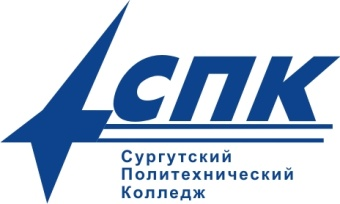 СПК
Сургутский
Политехнический
Колледж